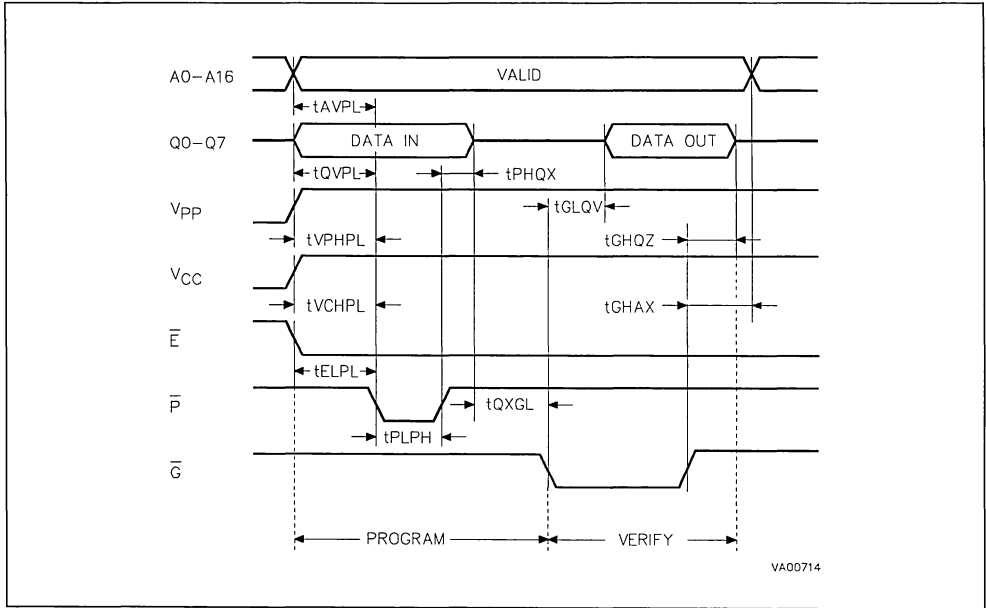 A0-A16
VALID
tAVPL
Q0-Q7
DATA IN
DATA OUT
tQVPL
tPHQX
VPP
tGLQV
tVPHPL
tGHQZ
VCC
tVCHPL
tGHAX
E̅
tELPL
P̅
tQXGL
tPLPH
G̅
PROGRAM
VERIFY
VA00714